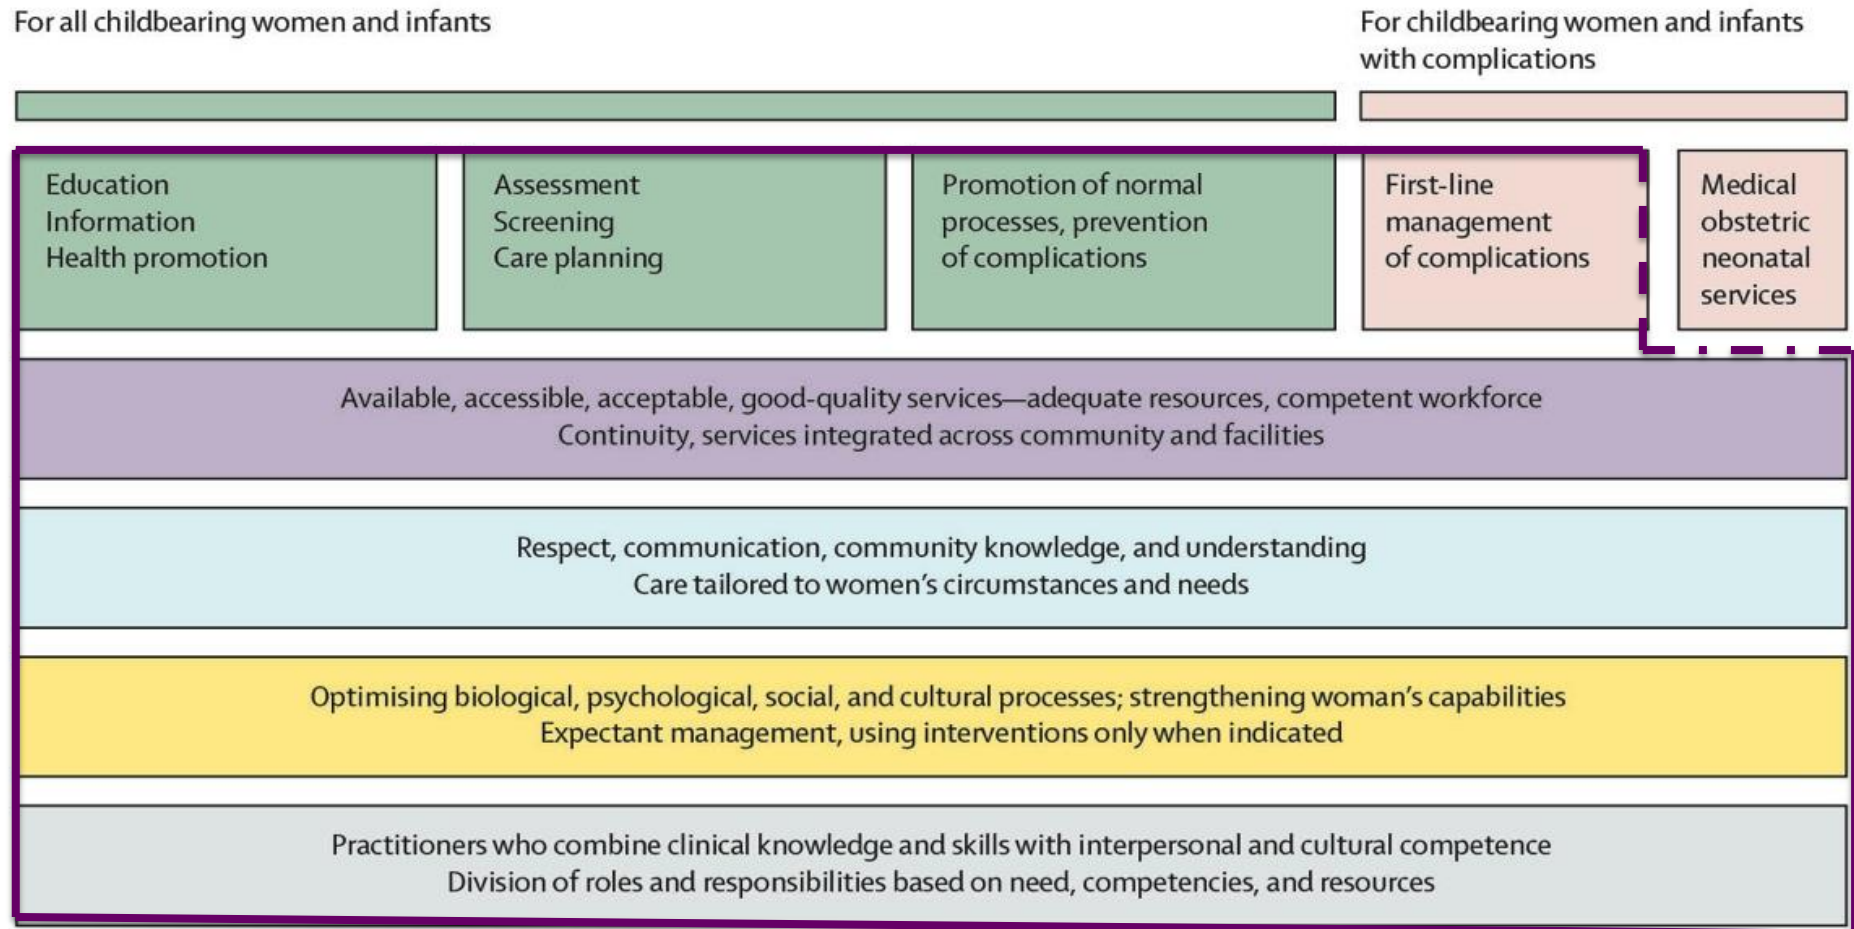 For all childbearing women and infants
For childbearing women and infants
with complications
Education
Information
Health promotion
Assessment
Screening
Care planning
Promotion of normal
processes, prevention
of complications
First-line
management
of complications
Medical
obstetric
neonatal
services
Available, accessible, acceptable, good-quality services—adequate resources, competent workforce
Continuity, services integrated across community and facilities
Respect, communication, community knowledge, and understanding
Care tailored to women's circumstances and needs
Optimising biological, psychological, social, and cultural processes; strengthening woman's capabilities
Expectant management, using interventions only when indicated
Practitioners who combine clinical knowledge and skills with interpersonal and cultural competence
Division of roles and responsibilities based on need, competencies, and resources